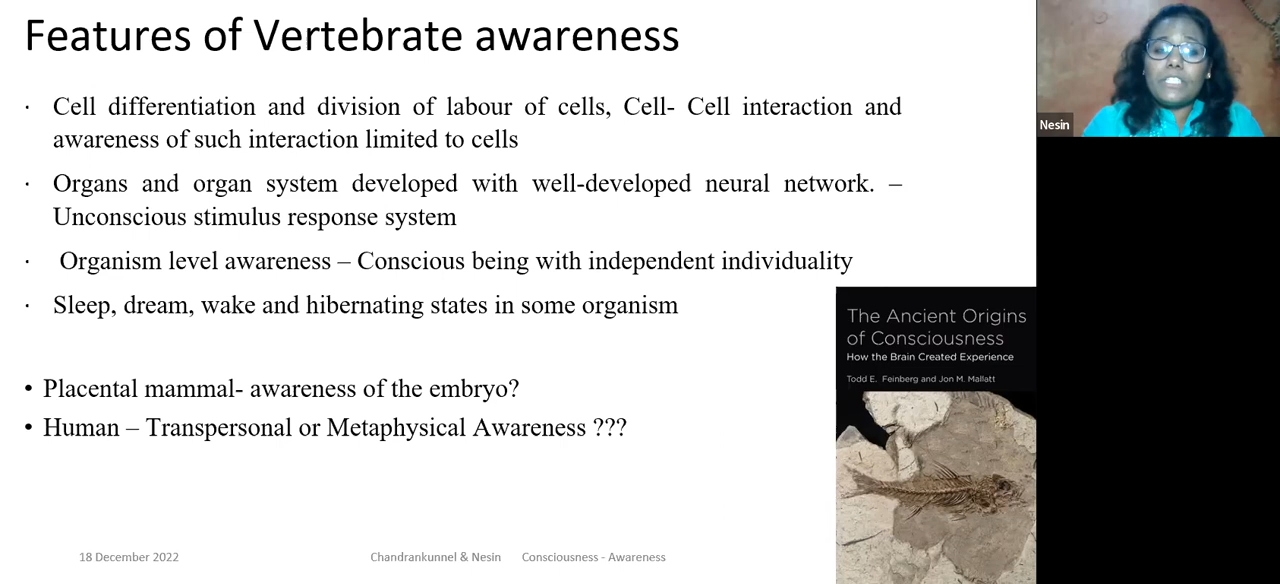 Features of Vertebrate awareness
· Cell differentiation and division of labour of cells, Cell- Cell interaction and
awareness of such interaction limited to cells
· Organs and organ system developed with well-developed neural network. –
Unconscious stimulus response system
· Organism level awareness – Conscious being with independent individuality
· Sleep, dream, wake and hibernating states in some organism
• Placental mammal- awareness of the embryo?
• Human – Transpersonal or Metaphysical Awareness ???
The Ancient Origins
of Consciousness
How the Brain Created Experience
Todd E. Feinberg and Jon M. Mallatt
18 December 2022
Chandrankunnel & Nesin Consciousness - Awareness
Nesin